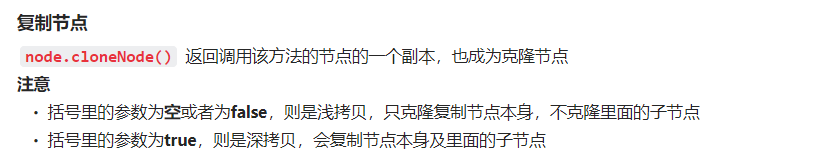 复制节点
node.cloneNode() 返回调用该方法的节点的一个副本，也成为克隆节点
注意
• 括号里的参数为空或者为false，则是浅拷贝，只克隆复制节点本身，不克隆里面的子节点
• 括号里的参数为true，则是深拷贝，会复制节点本身及里面的子节点